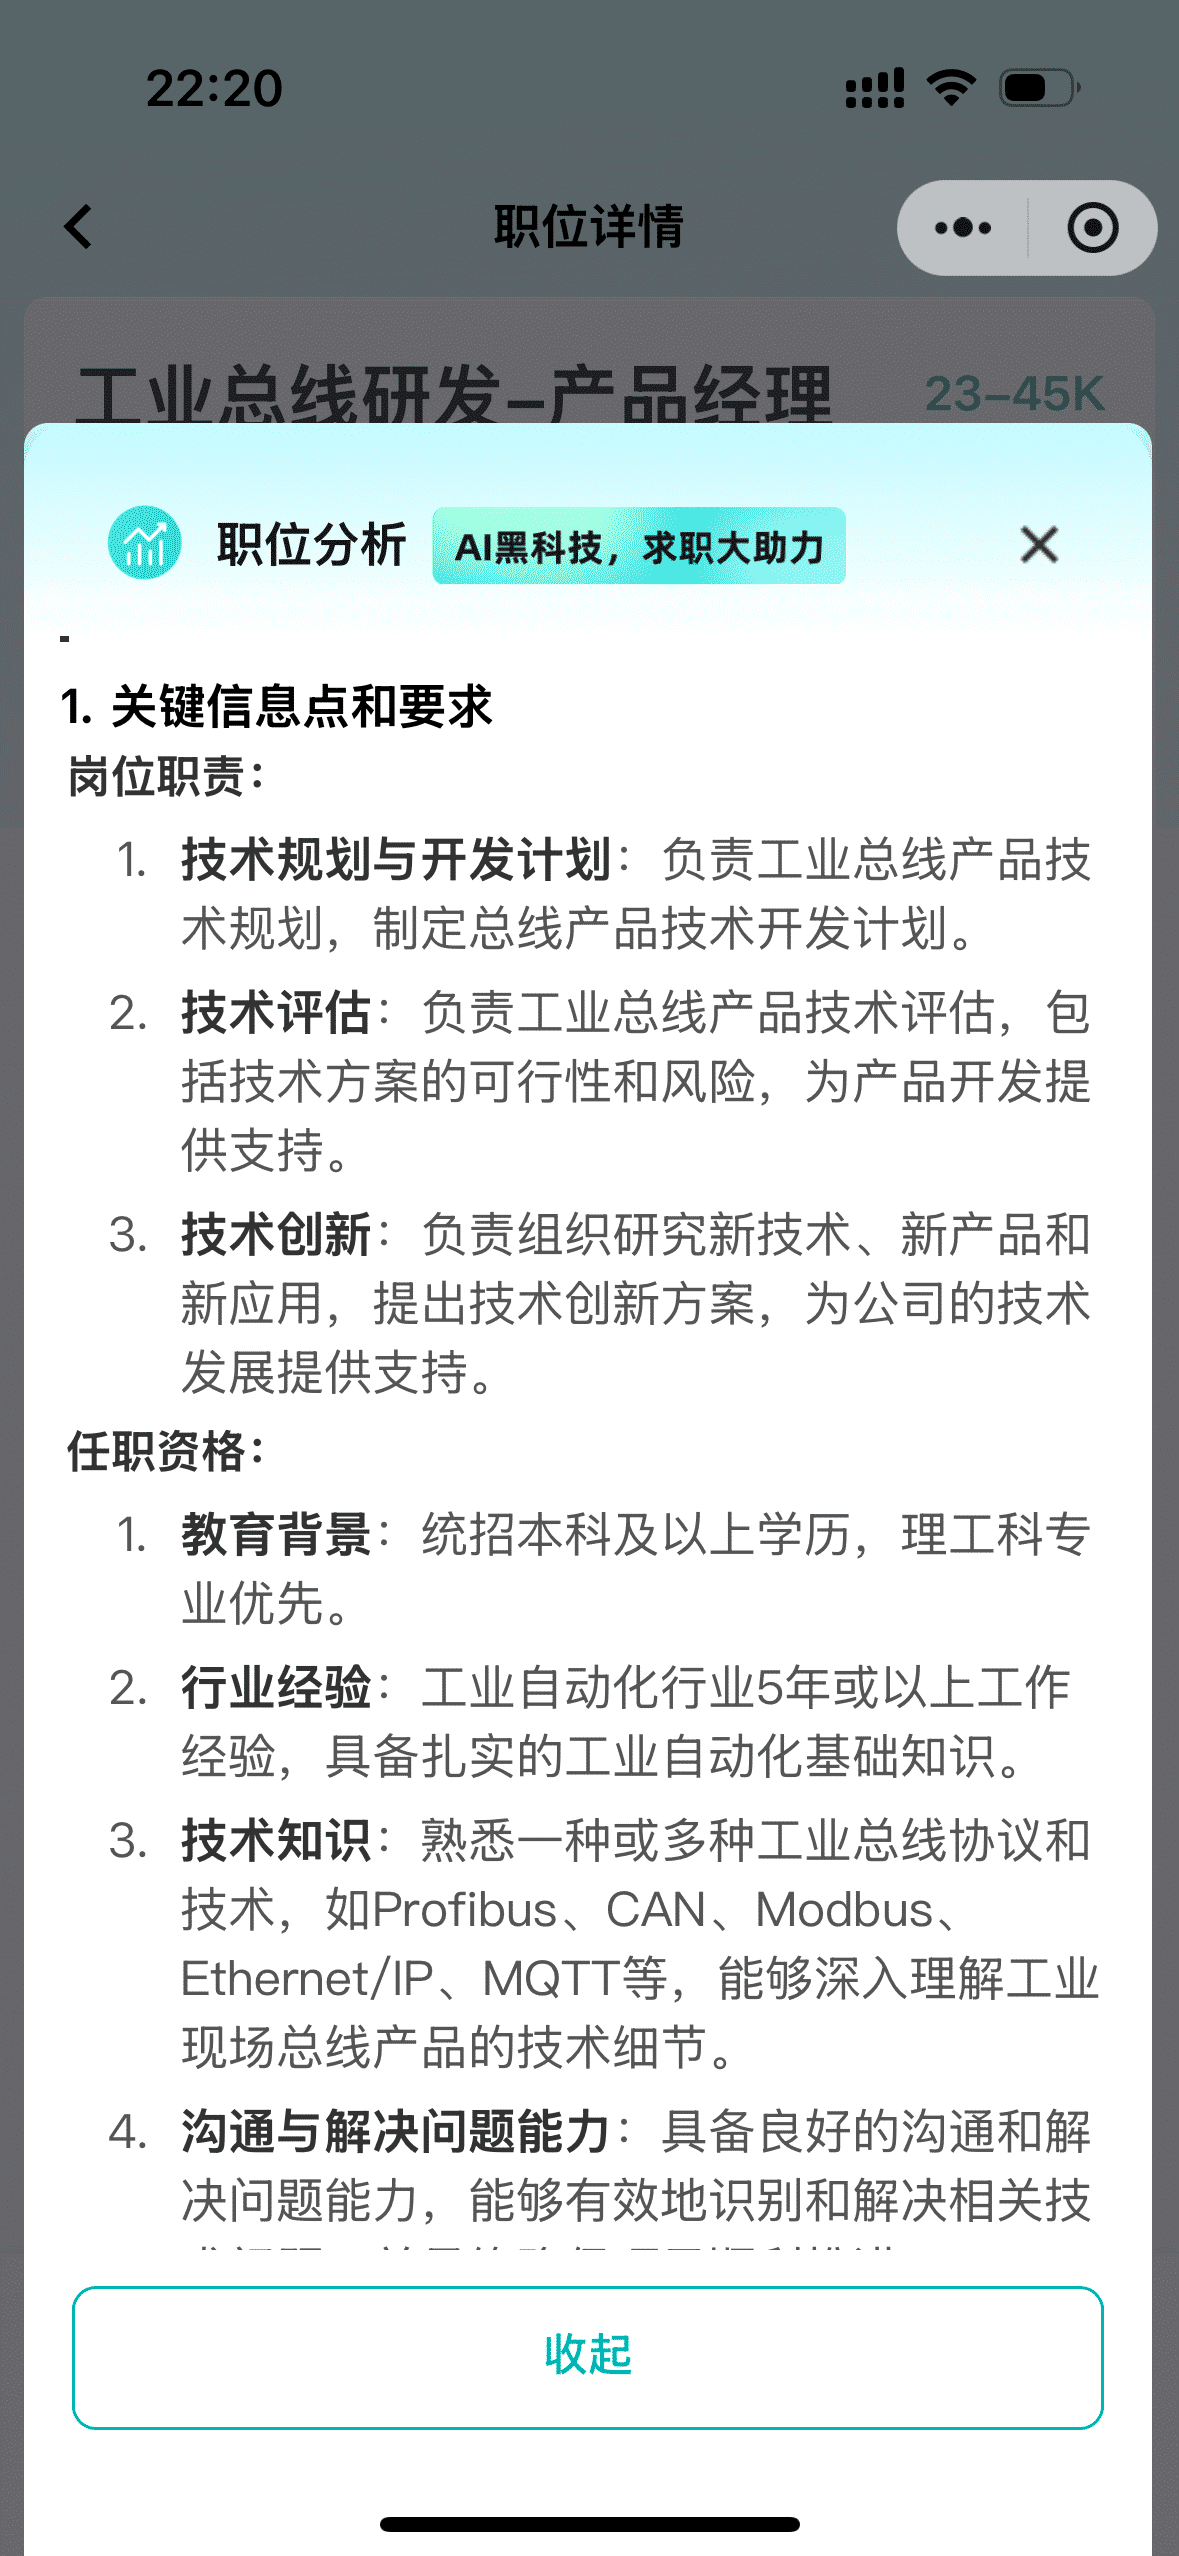 22:20
职位详情
工业总线研发-产品经理
23-45K
职位分析
AI黑科技，求职大助力
1. 关键信息点和要求
岗位职责：
1. 技术规划与开发计划：负责工业总线产品技
术规划，制定总线产品技术开发计划。
2. 技术评估：负责工业总线产品技术评估，包
括技术方案的可行性和风险，为产品开发提
供支持。
3. 技术创新：负责组织研究新技术、新产品和
新应用，提出技术创新方案，为公司的技术
发展提供支持。
任职资格：
1. 教育背景：统招本科及以上学历，理工科专
业优先。
2. 行业经验：工业自动化行业5年或以上工作
经验，具备扎实的工业自动化基础知识。
3. 技术知识：熟悉一种或多种工业总线协议和
技术，如Profibus、CAN、Modbus、
Ethernet/IP、MQTT等，能够深入理解工业
现场总线产品的技术细节。
4. 沟通与解决问题能力：具备良好的沟通和解
决问题能力，能够有效地识别和解决相关技
收起